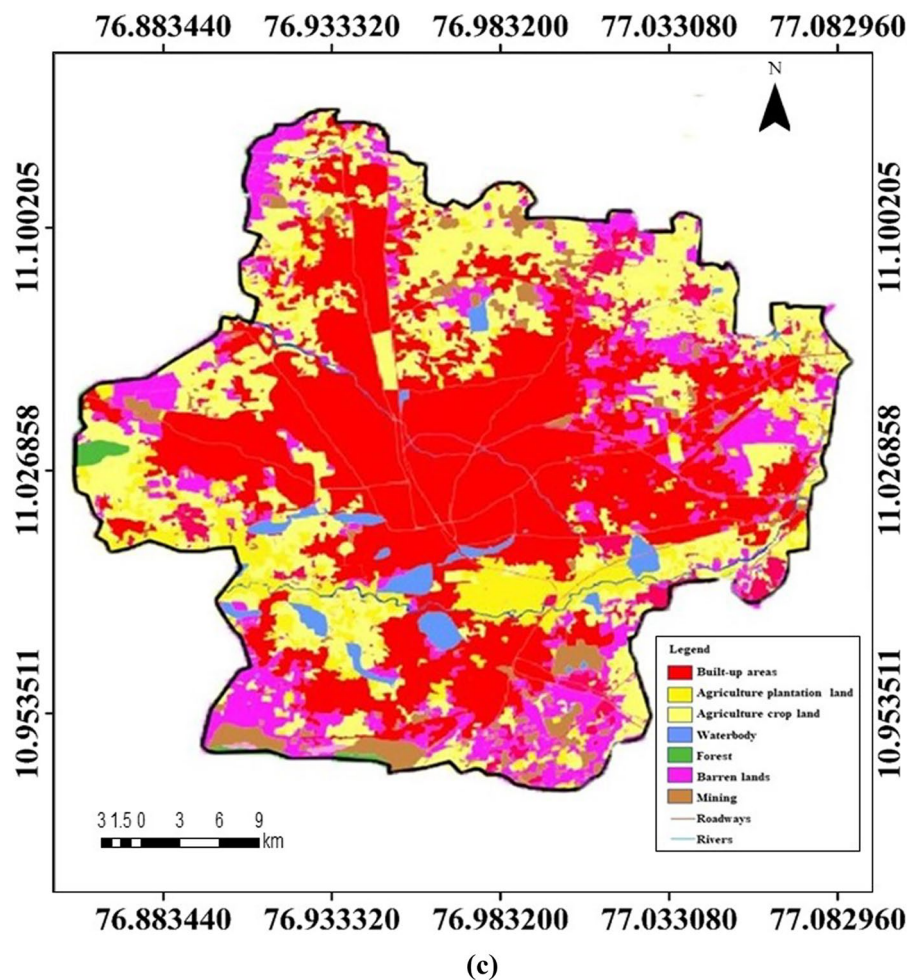 76.883440 76.933320 76.983200 77.033080 77.082960
N
11.100205
11.100205
11.026858
11.026858
10.953511
10.953511
Legend
Built-up areas
Agriculture plantation land
Agriculture crop land
Waterbody
Forest
Barren lands
Mining
Roadways
Rivers
3 1.5 0 3 6 9
km
76.883440 76.933320 76.983200 77.033080 77.082960
(c)